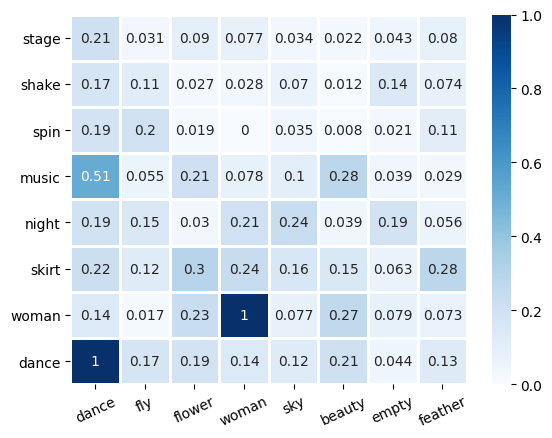 stage 0.21 0.031 0.09 0.077 0.034 0.022 0.043 0.08
shake 0.17 0.11 0.027 0.028 0.07 0.012 0.14 0.074
spin 0.19 0.2 0.019 0 0.035 0.008 0.021 0.11
music 0.51 0.055 0.21 0.078 0.1 0.28 0.039 0.029
night 0.19 0.15 0.03 0.21 0.24 0.039 0.19 0.056
skirt 0.22 0.12 0.3 0.24 0.16 0.15 0.063 0.28
woman 0.14 0.017 0.23 1 0.077 0.27 0.079 0.073
dance 1 0.17 0.19 0.14 0.12 0.21 0.044 0.13
dance fly flower woman sky beauty empty feather
1.0
0.8
0.6
0.4
0.2
0.0